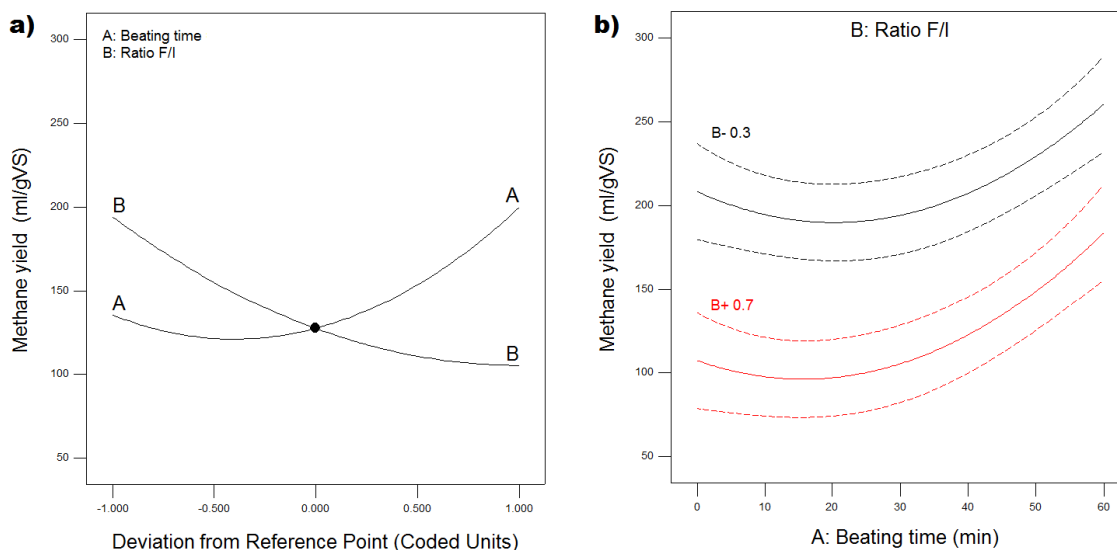 a)
A: Beating time
B: Ratio F/I
300
250
200
150
100
50
Methane yield (ml/gVS)
B
A
A
B
-1.000
-0.500
0.000
0.500
1.000
Deviation from Reference Point (Coded Units)
b)
B: Ratio F/I
300
250
200
150
100
50
Methane yield (ml/gVS)
B- 0.3
B+ 0.7
0
10
20
30
40
50
60
A: Beating time (min)